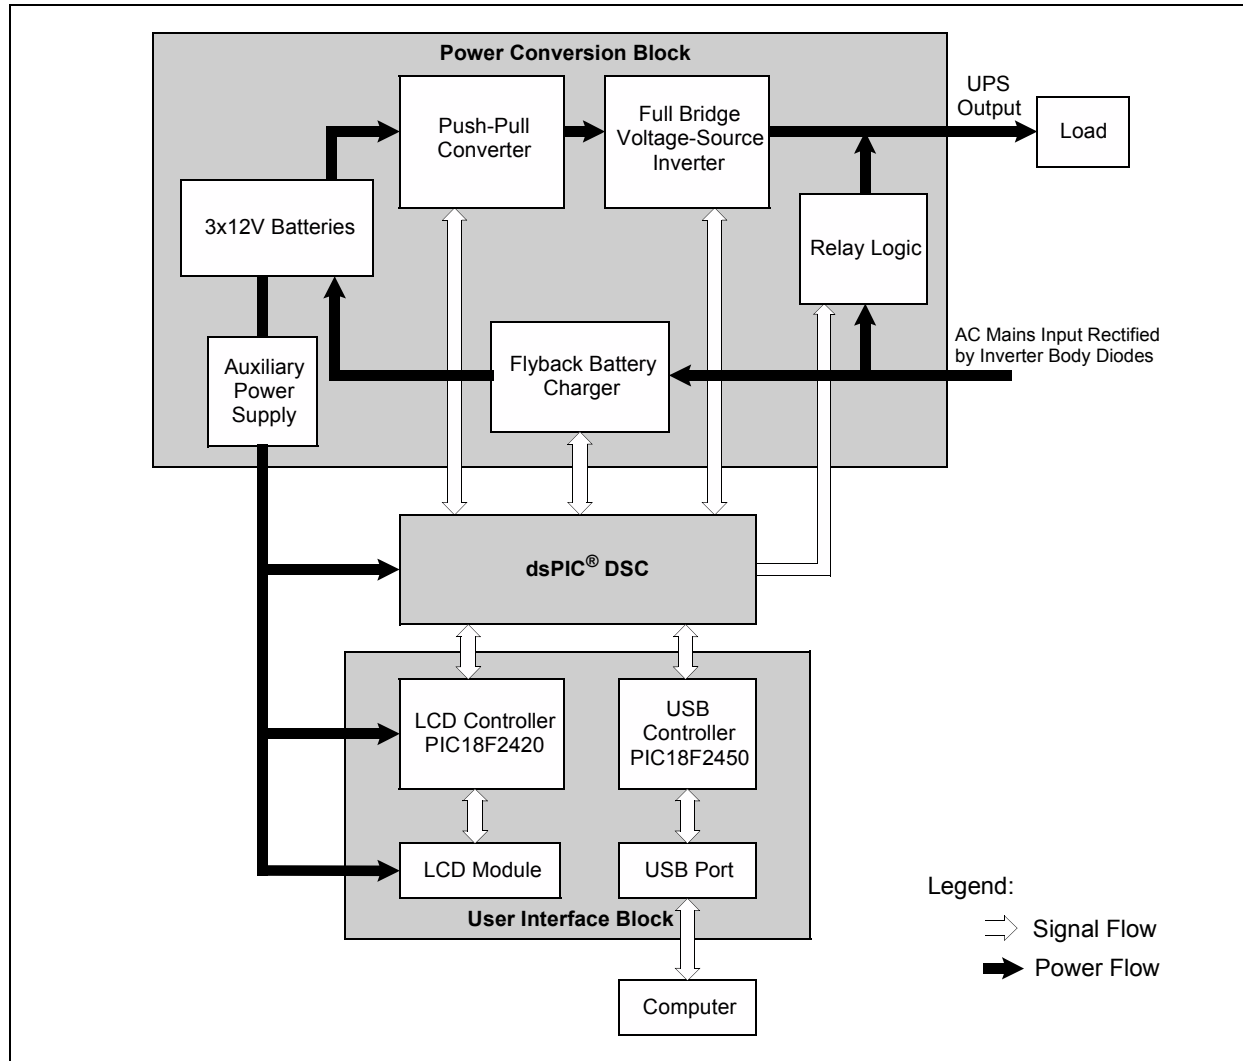 Power Conversion Block
UPS
Output
Load
Push-Pull
Converter
Full Bridge
Voltage-Source
Inverter
3x12V Batteries
Relay Logic
AC Mains Input Rectified
by Inverter Body Diodes
Auxiliary
Power
Supply
Flyback Battery
Charger
dsPIC® DSC
LCD Controller
PIC18F2420
USB
Controller
PIC18F2450
LCD Module
USB Port
User Interface Block
Computer
Legend:
Signal Flow
Power Flow